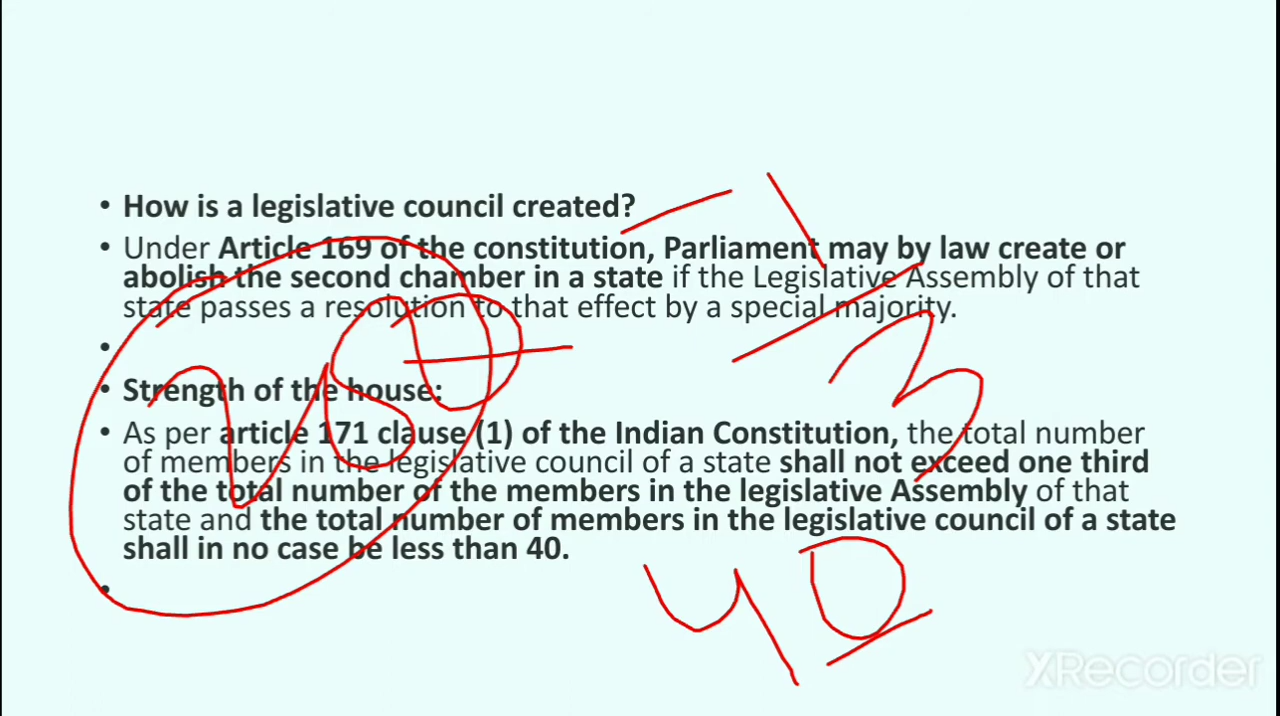 • How is a legislative council created?
• Under Article 169 of the constitution, Parliament may by law create or
abolish the second chamber in a state if the Legislative Assembly of that
state passes a resolution to that effect by a special majority.
•
• Strength of the house:
• As per article 171 clause (1) of the Indian Constitution, the total number
of members in the legislative council of a state shall not exceed one third
of the total number of the members in the legislative Assembly of that
state and the total number of members in the legislative council of a state
shall in no case be less than 40.
•
1
3
40
XRecorder